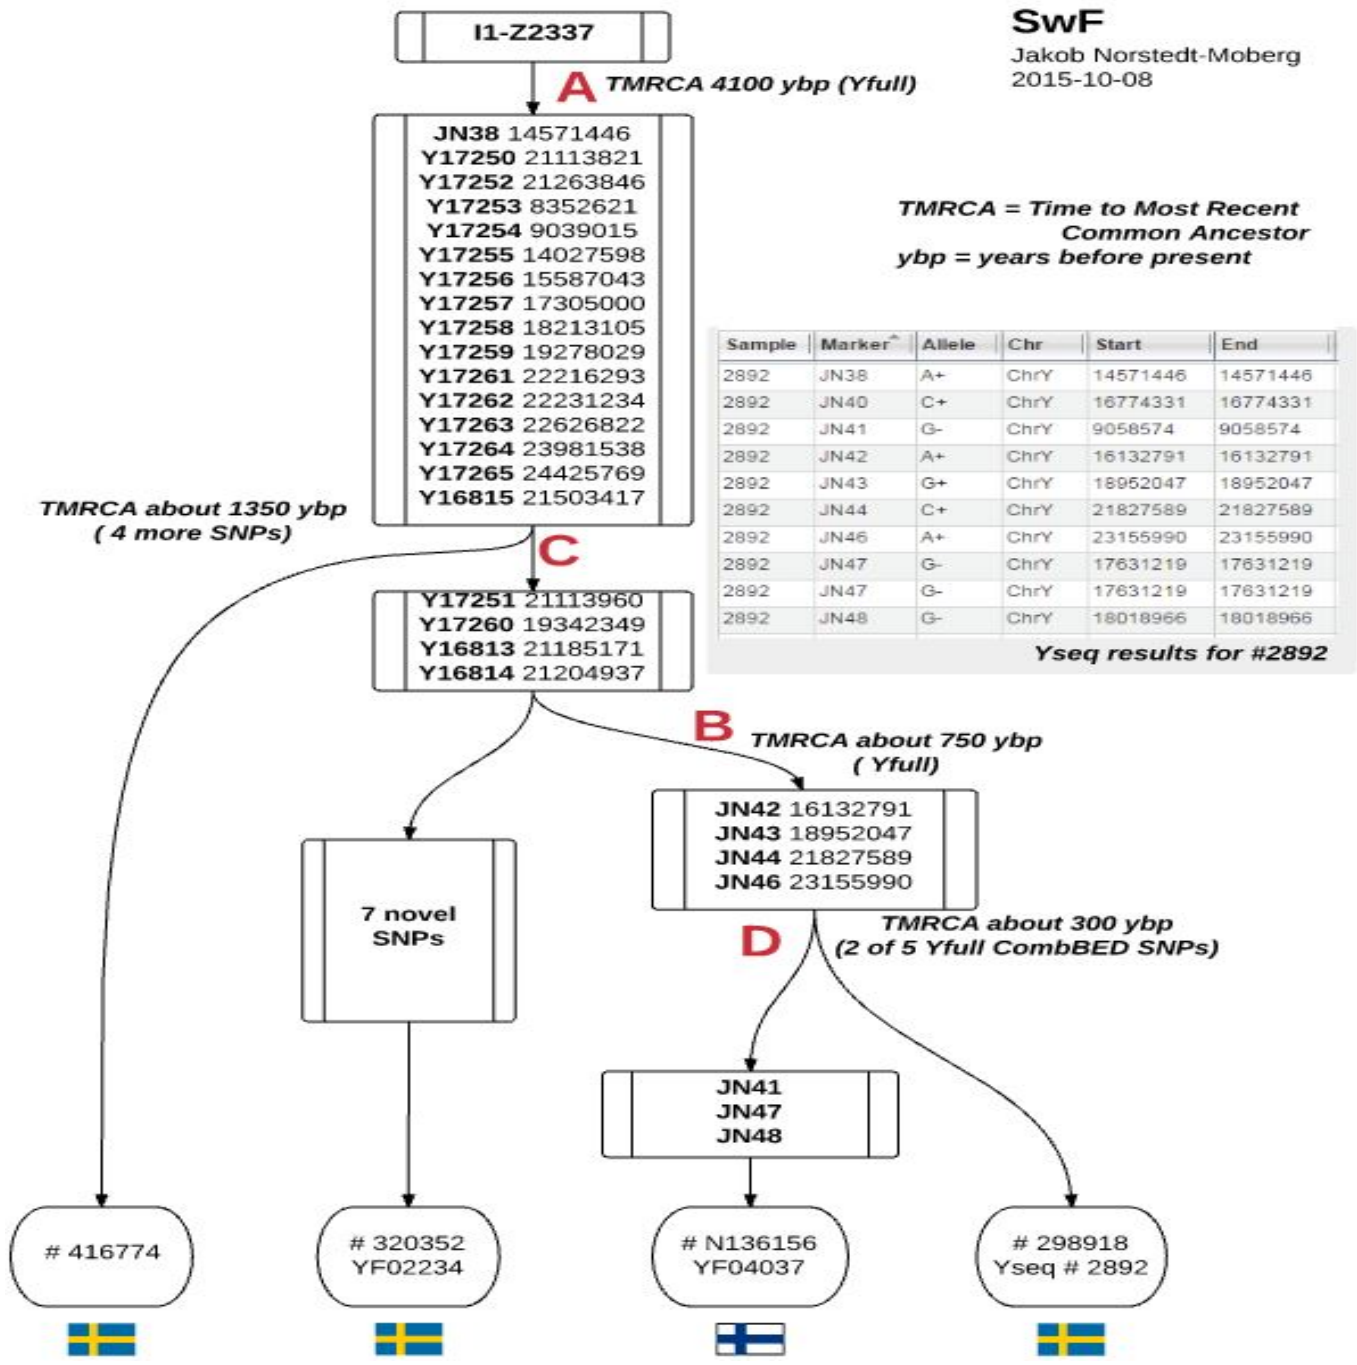 SwF
Jakob Norstedt-Moberg
2015-10-08
I1-Z2337
A TMRCA 4100 ybp (Yfull)
JN38 14571446
Y17250 21113821
Y17252 21263846
Y17253 8352621
Y17254 9039015
Y17255 14027598
Y17256 15587043
Y17257 17305000
Y17258 18213105
Y17259 19278029
Y17261 22216293
Y17262 22231234
Y17263 22626822
Y17264 23981538
Y17265 24425769
Y16815 21503417
TMRCA = Time to Most Recent
Common Ancestor
ybp = years before present
Sample Marker Allele Chr Start End
2892 JN38 A+ ChrY 14571446 14571446
2892 JN40 C+ ChrY 16774331 16774331
2892 JN41 G- ChrY 9058574 9058574
2892 JN42 A+ ChrY 16132791 16132791
2892 JN43 G+ ChrY 18952047 18952047
2892 JN44 C+ ChrY 21827589 21827589
2892 JN46 A+ ChrY 23155990 23155990
2892 JN47 G- ChrY 17631219 17631219
2892 JN47 G- ChrY 17631219 17631219
2892 JN48 G- ChrY 18018966 18018966
Yseq results for #2892
TMRCA about 1350 ybp
( 4 more SNPs)
C
Y17251 21113960
Y17260 19342349
Y16813 21185171
Y16814 21204937
B TMRCA about 750 ybp
( Yfull)
JN42 16132791
JN43 18952047
JN44 21827589
JN46 23155990
7 novel
SNPs
D TMRCA about 300 ybp
(2 of 5 Yfull CombBED SNPs)
JN41
JN47
JN48
# 416774
# 320352
YF02234
# N136156
YF04037
# 298918
Yseq # 2892